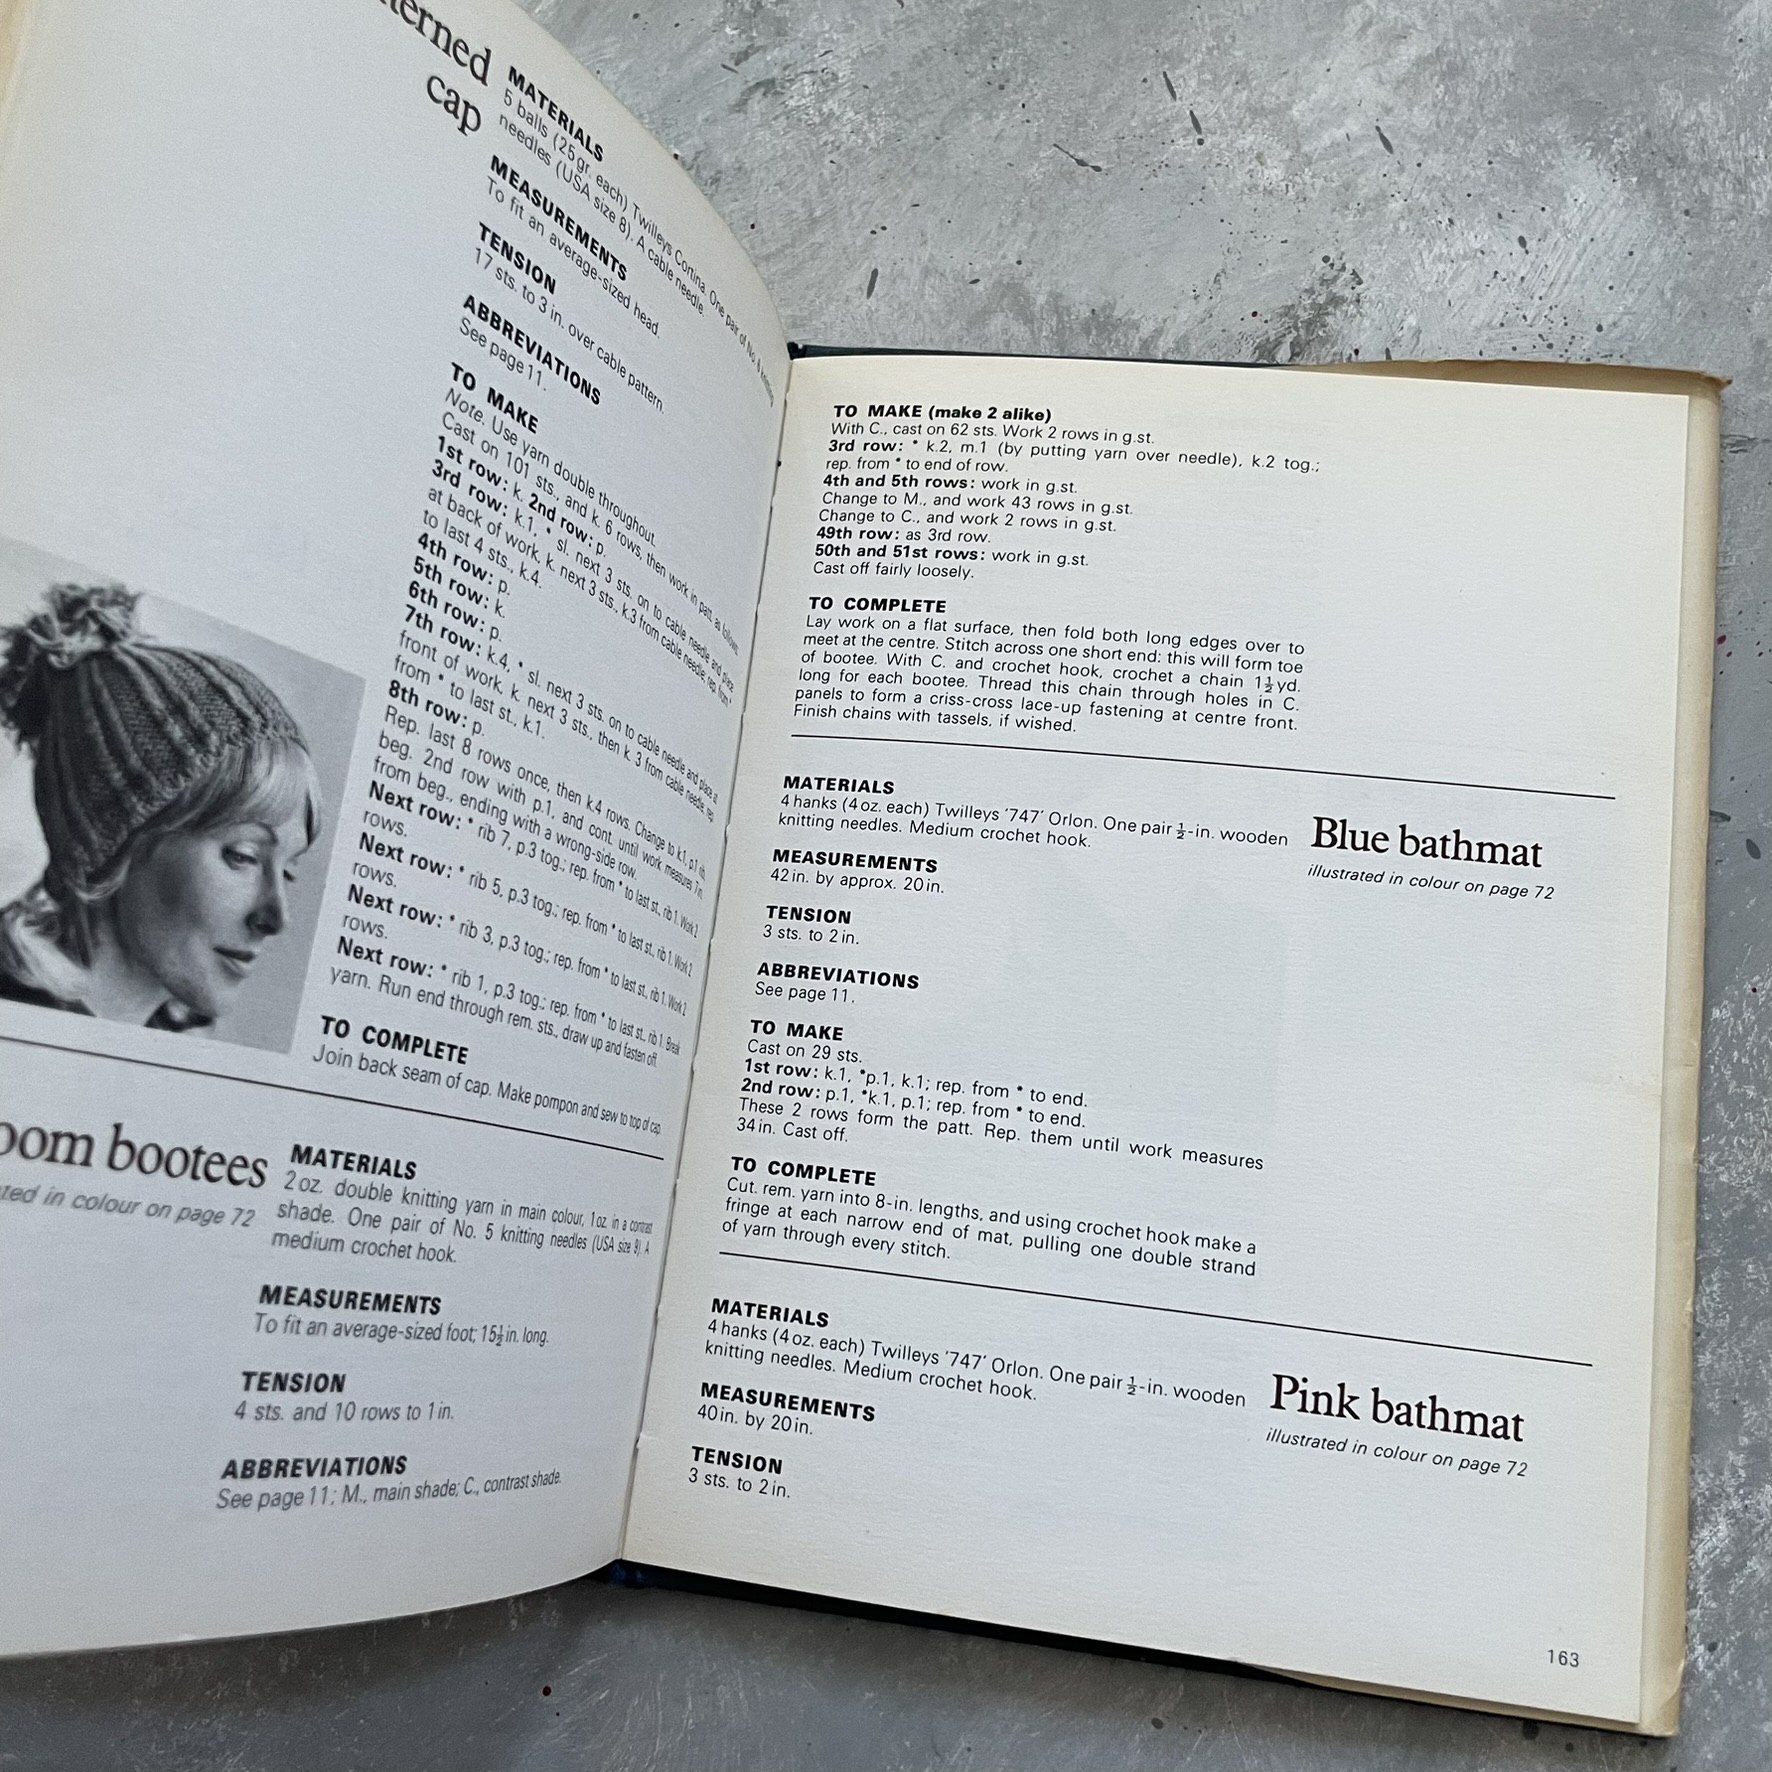 cap
MATERIALS
5 balls (25 gr. each) Twilleys Cortina. One pair of No. 6 knitting
needles (USA size 8). A cable needle.
MEASUREMENTS
To fit an average-sized head.
TENSION
17 sts. to 3 in. over cable pattern.
ABBREVIATIONS
See page 11.
TO MAKE
Note. Use yarn double throughout.
Cast on 101 sts., and k. 6 rows, then work in patt. as follows:
1st row: k. 2nd row: p.
3rd row: k.1, * sl. next 3 sts. on to cable needle and place
at back of work, k. next 3 sts., k.3 from cable needle; rep. from *
to last 4 sts., k.4.
4th row: p.
5th row: k.
6th row: p.
7th row: k.4, * sl. next 3 sts. on to cable needle and place at
front of work, k. next 3 sts., then k. 3 from cable needle; rep.
from * to last st., k.1.
8th row: p.
Rep. last 8 rows once, then k.4 rows. Change to k.1, p.1 rib,
beg. 2nd row with p.1, and cont. until work measures 7 in.
from beg., ending with a wrong-side row.
Next row: * rib 7, p.3 tog.; rep. from * to last st., rib 1. Work 2
rows.
Next row: * rib 5, p.3 tog.; rep. from * to last st., rib 1. Work 2
rows.
Next row: * rib 3, p.3 tog.; rep. from * to last st., rib 1. Work 2
rows.
Next row: * rib 1, p.3 tog.; rep. from * to last st., rib 1. Break
yarn. Run end through rem. sts., draw up and fasten off.
TO COMPLETE
Join back seam of cap. Make pompon and sew to top of cap.
bootees
in colour on page 72
MATERIALS
2 oz. double knitting yarn in main colour, 1 oz. in a contrast
shade. One pair of No. 5 knitting needles (USA size 9). A
medium crochet hook.
MEASUREMENTS
To fit an average-sized foot; 15½ in. long.
TENSION
4 sts. and 10 rows to 1 in.
ABBREVIATIONS
See page 11; M., main shade; C., contrast shade.
TO MAKE (make 2 alike)
With C., cast on 62 sts. Work 2 rows in g.st.
3rd row: * k.2, m.1 (by putting yarn over needle), k.2 tog.;
rep. from * to end of row.
4th and 5th rows: work in g.st.
Change to M., and work 43 rows in g.st.
Change to C., and work 2 rows in g.st.
49th row: as 3rd row.
50th and 51st rows: work in g.st.
Cast off fairly loosely.
TO COMPLETE
Lay work on a flat surface, then fold both long edges over to
meet at the centre. Stitch across one short end: this will form toe
of bootee. With C. and crochet hook, crochet a chain 1½ yd.
long for each bootee. Thread this chain through holes in C.
panels to form a criss-cross lace-up fastening at centre front.
Finish chains with tassels, if wished.
Blue bathmat
illustrated in colour on page 72
MATERIALS
4 hanks (4 oz. each) Twilleys '747' Orlon. One pair ½-in. wooden
knitting needles. Medium crochet hook.
MEASUREMENTS
42 in. by approx. 20 in.
TENSION
3 sts. to 2 in.
ABBREVIATIONS
See page 11.
TO MAKE
Cast on 29 sts.
1st row: k.1, *p.1, k.1; rep. from * to end.
2nd row: p.1, *k.1, p.1; rep. from * to end.
These 2 rows form the patt. Rep. them until work measures
34 in. Cast off.
TO COMPLETE
Cut. rem. yarn into 8-in. lengths, and using crochet hook make a
fringe at each narrow end of mat, pulling one double strand
of yarn through every stitch.
Pink bathmat
illustrated in colour on page 72
MATERIALS
4 hanks (4 oz. each) Twilleys '747' Orlon. One pair ½-in. wooden
knitting needles. Medium crochet hook.
MEASUREMENTS
40 in. by 20 in.
TENSION
3 sts. to 2 in.
163